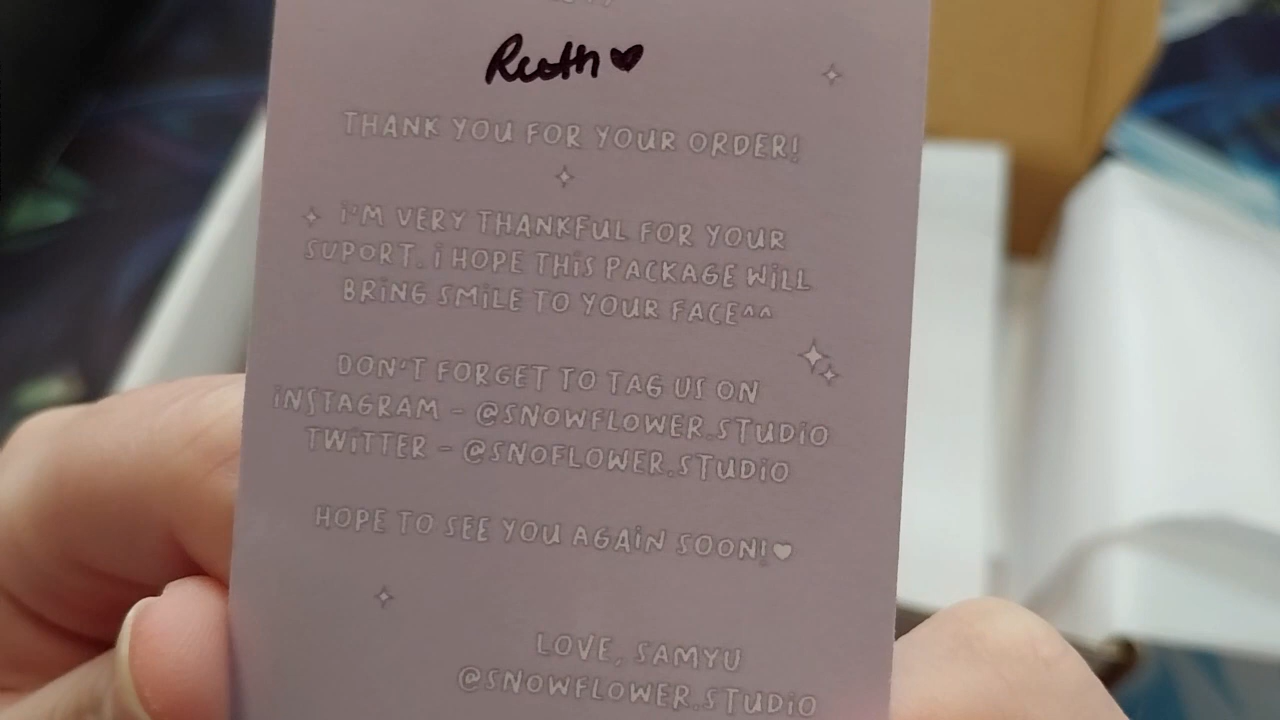 Ruth ♥
THANK YOU FOR YOUR ORDER!
i'M VERY THANKFUL FOR YOUR
SUPORT. i HOPE THiS PACKAGE WiLL
BRiNG SMiLE TO YOUR FACE^^
DON'T FORGET TO TAG US ON
iNSTAGRAM - @SNOWFLOWER.STUDiO
TWiTTER - @SNOFLOWER.STUDiO
HOPE TO SEE YOU AGAiN SOON!♥
LOVE, SAMYU
@SNOWFLOWER.STUDiO